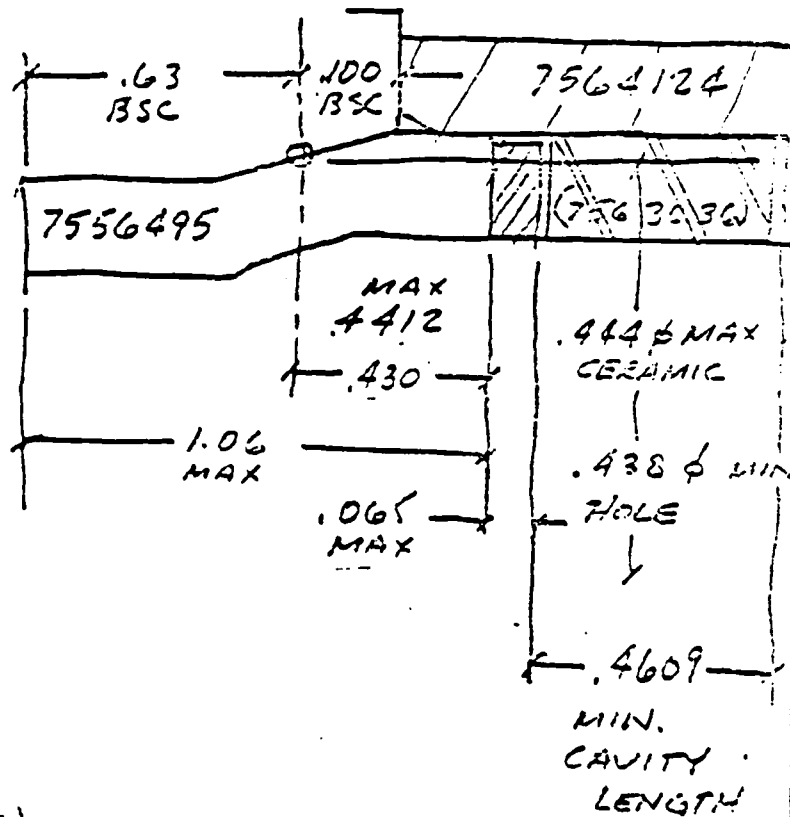 .63
BSC
.100
BSC
7564124
7556495
MAX
.4412
.430
.444 ϕ MAX
CERAMIC
1.06
MAX
.438 ϕ MIN
HOLE
.065
MAX
.4609
MIN.
CAVITY
LENGTH